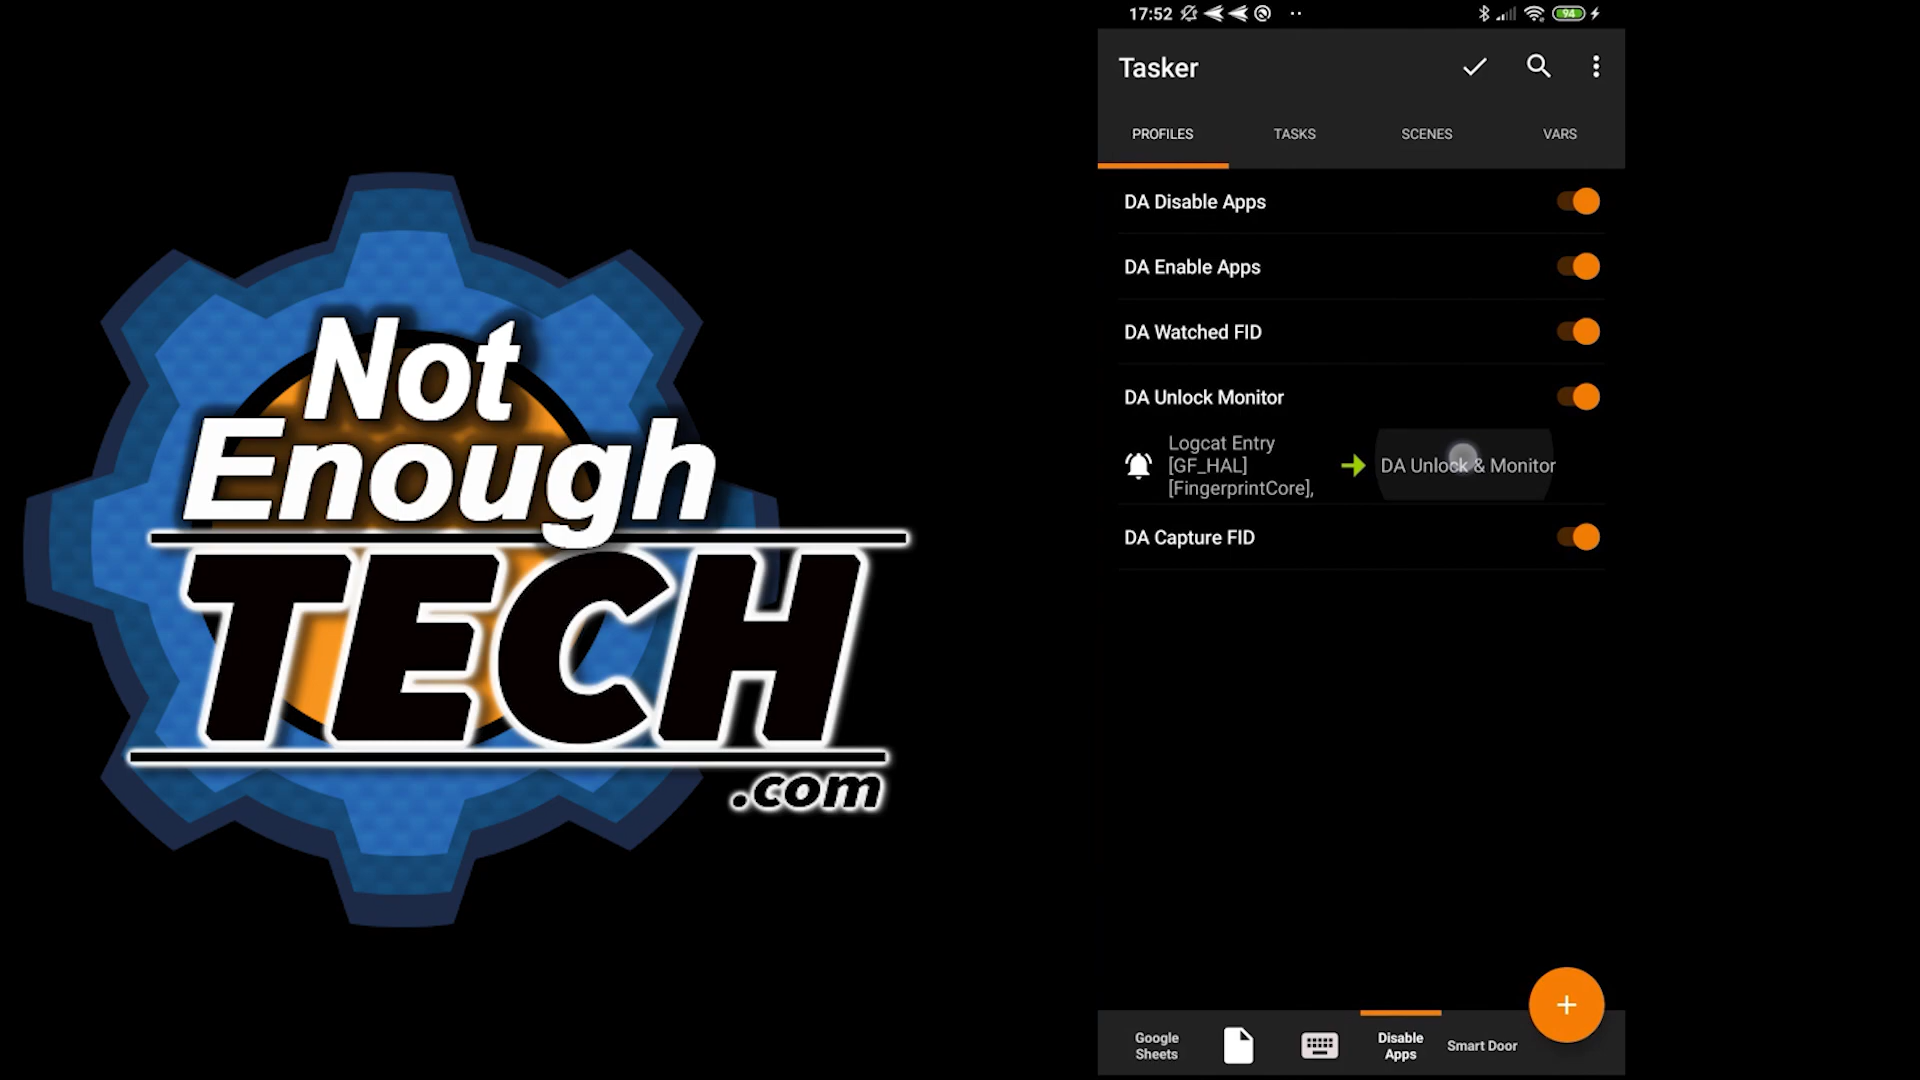 Not
Enough
TECH
.com
17:52
94
Tasker
PROFILES
TASKS
SCENES
VARS
DA Disable Apps
DA Enable Apps
DA Watched FID
DA Unlock Monitor
Logcat Entry
[GF_HAL]
[FingerprintCore],
DA Unlock & Monitor
DA Capture FID
Google
Sheets
Disable
Apps
Smart Door